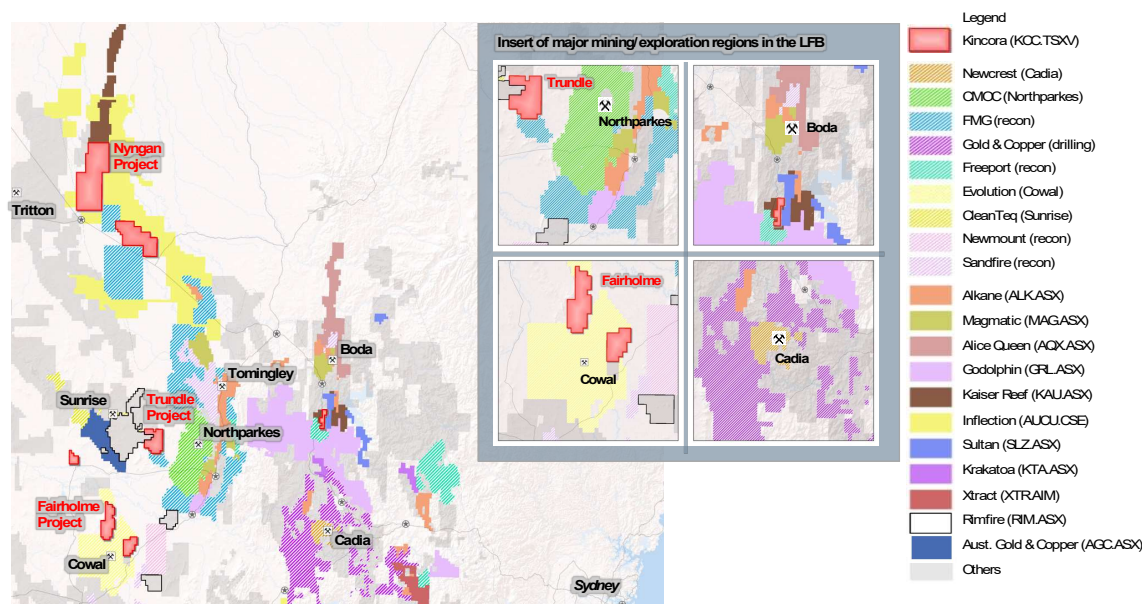 Insert of major mining/ exploration regions in the LFB
Trundle
Northparkes
Boda
Fairholme
Cowal
Cadia
Nyngan
Project
Tritton
Boda
Tomingley
Sunrise
Trundle
Project
Northparkes
Fairholme
Project
Cowal
Cadia
Sydney
Legend
Kincora (KCC.TSXV)
Newcrest (Cadia)
CMOC (Northparkes)
FMG (recon)
Gold & Copper (drilling)
Freeport (recon)
Evolution (Cowal)
CleanTeq (Sunrise)
Newmount (recon)
Sandfire (recon)
Alkane (ALK.ASX)
Magmatic (MAG.ASX)
Alice Queen (AQX.ASX)
Godolphin (GRL.ASX)
Kaiser Reef (KAU.ASX)
Inflection (AUCU.CSE)
Sultan (SLZ.ASX)
Krakatoa (KTA.ASX)
Xtract (XTR.AIM)
Rimfire (RIM.ASX)
Aust. Gold & Copper (AGC.ASX)
Others